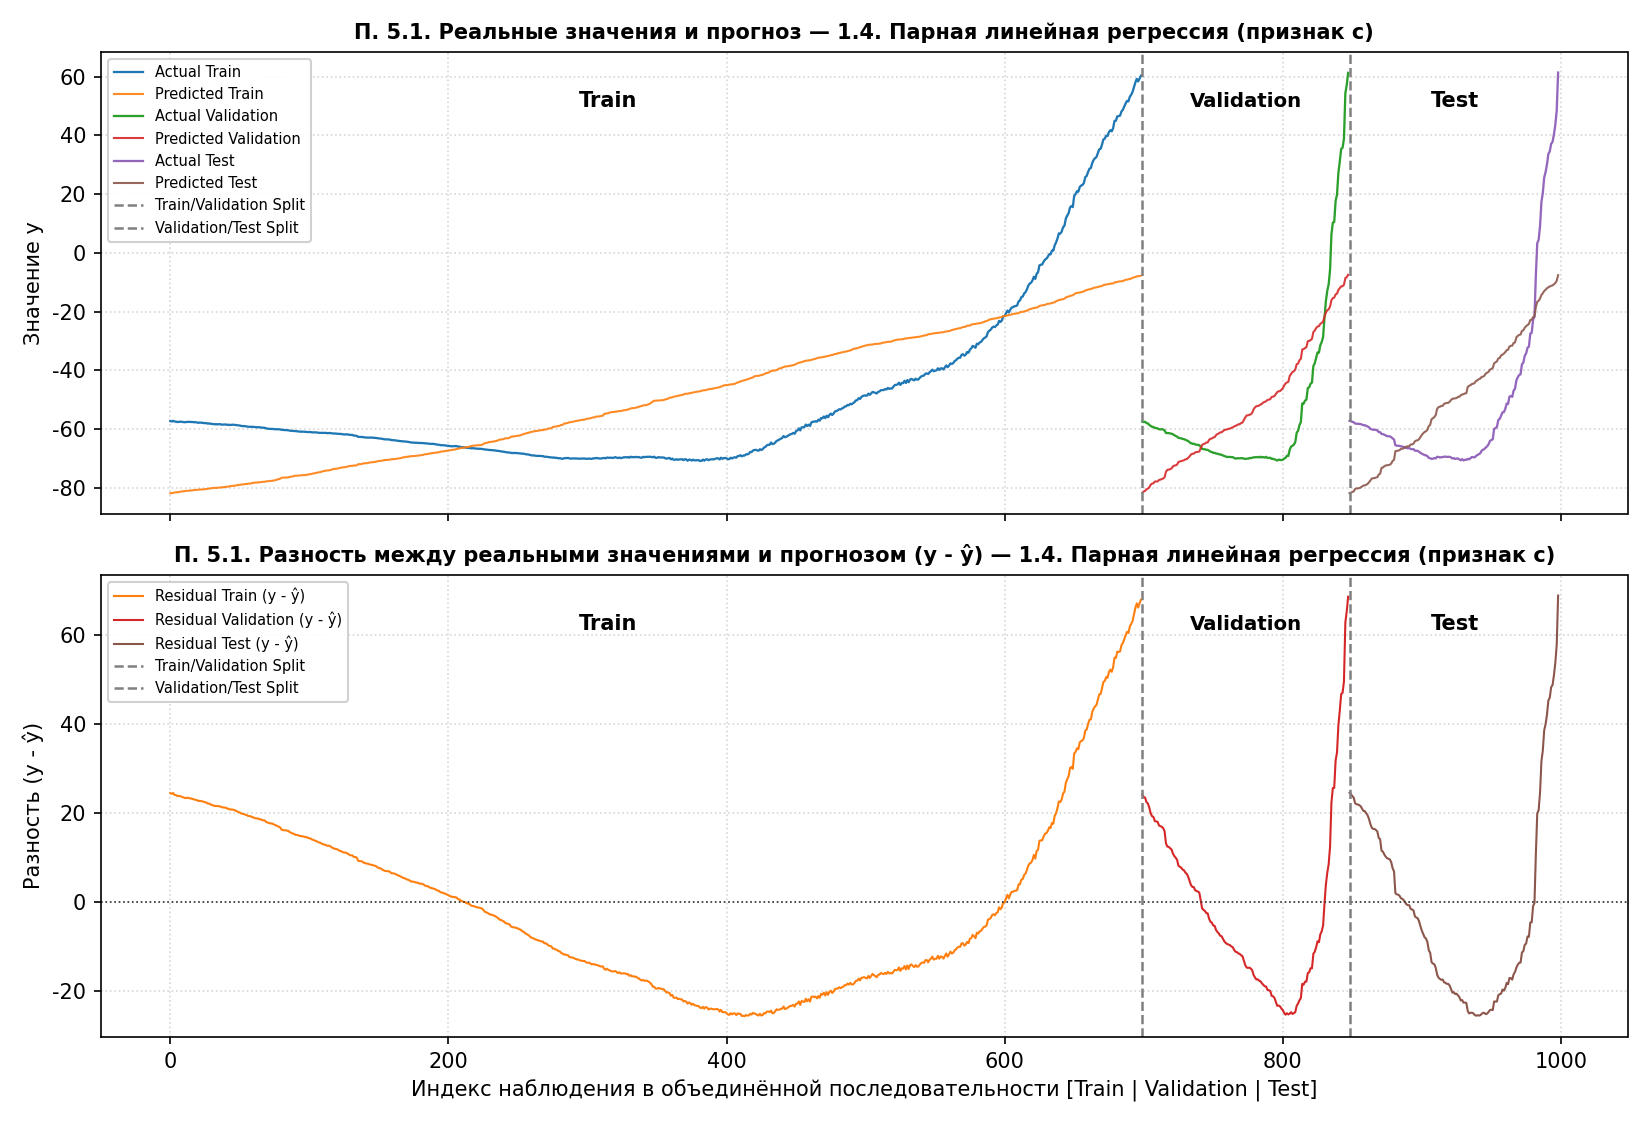 П. 5.1. Реальные значения и прогноз — 1.4. Парная линейная регрессия (признак c)
Actual Train
Predicted Train
Actual Validation
Predicted Validation
Actual Test
Predicted Test
Train/Validation Split
Validation/Test Split
Train
Validation
Test
60
40
20
0
-20
-40
-60
-80
Значение y
П. 5.1. Разность между реальными значениями и прогнозом (y - ŷ) — 1.4. Парная линейная регрессия (признак c)
Residual Train (y - ŷ)
Residual Validation (y - ŷ)
Residual Test (y - ŷ)
Train/Validation Split
Validation/Test Split
Train
Validation
Test
60
40
20
0
-20
Разность (y - ŷ)
0
200
400
600
800
1000
Индекс наблюдения в объединённой последовательности [Train | Validation | Test]